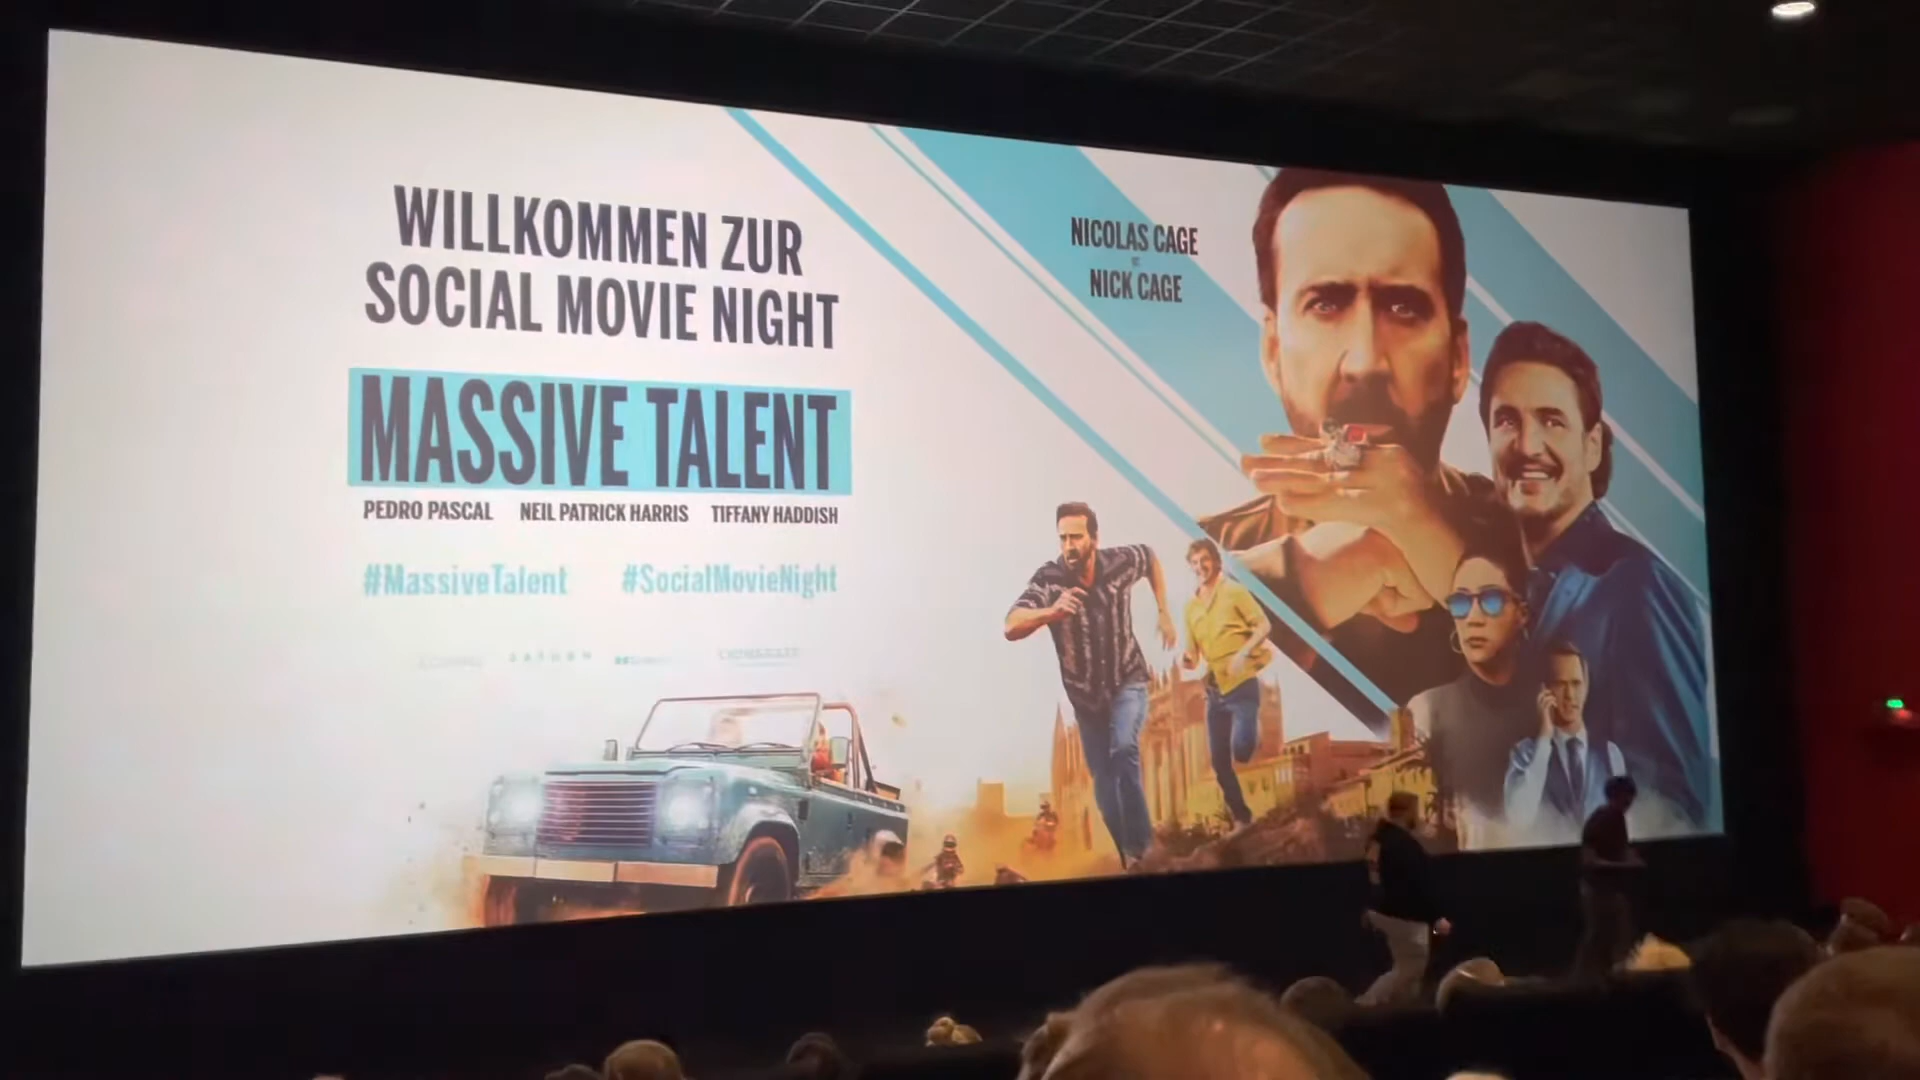 WILLKOMMEN ZUR
SOCIAL MOVIE NIGHT
NICOLAS CAGE
NICK CAGE
MASSIVE TALENT
PEDRO PASCAL NEIL PATRICK HARRIS TIFFANY HADDISH
#MassiveTalent #SocialMovieNight